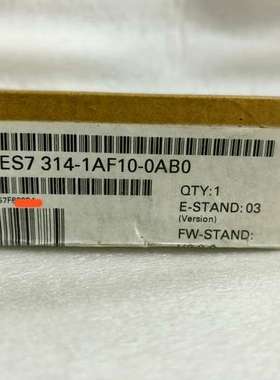 ES7 314-1AF10-0AB0
QTY:1
E-STAND: 03
(Version)
FW-STAND: